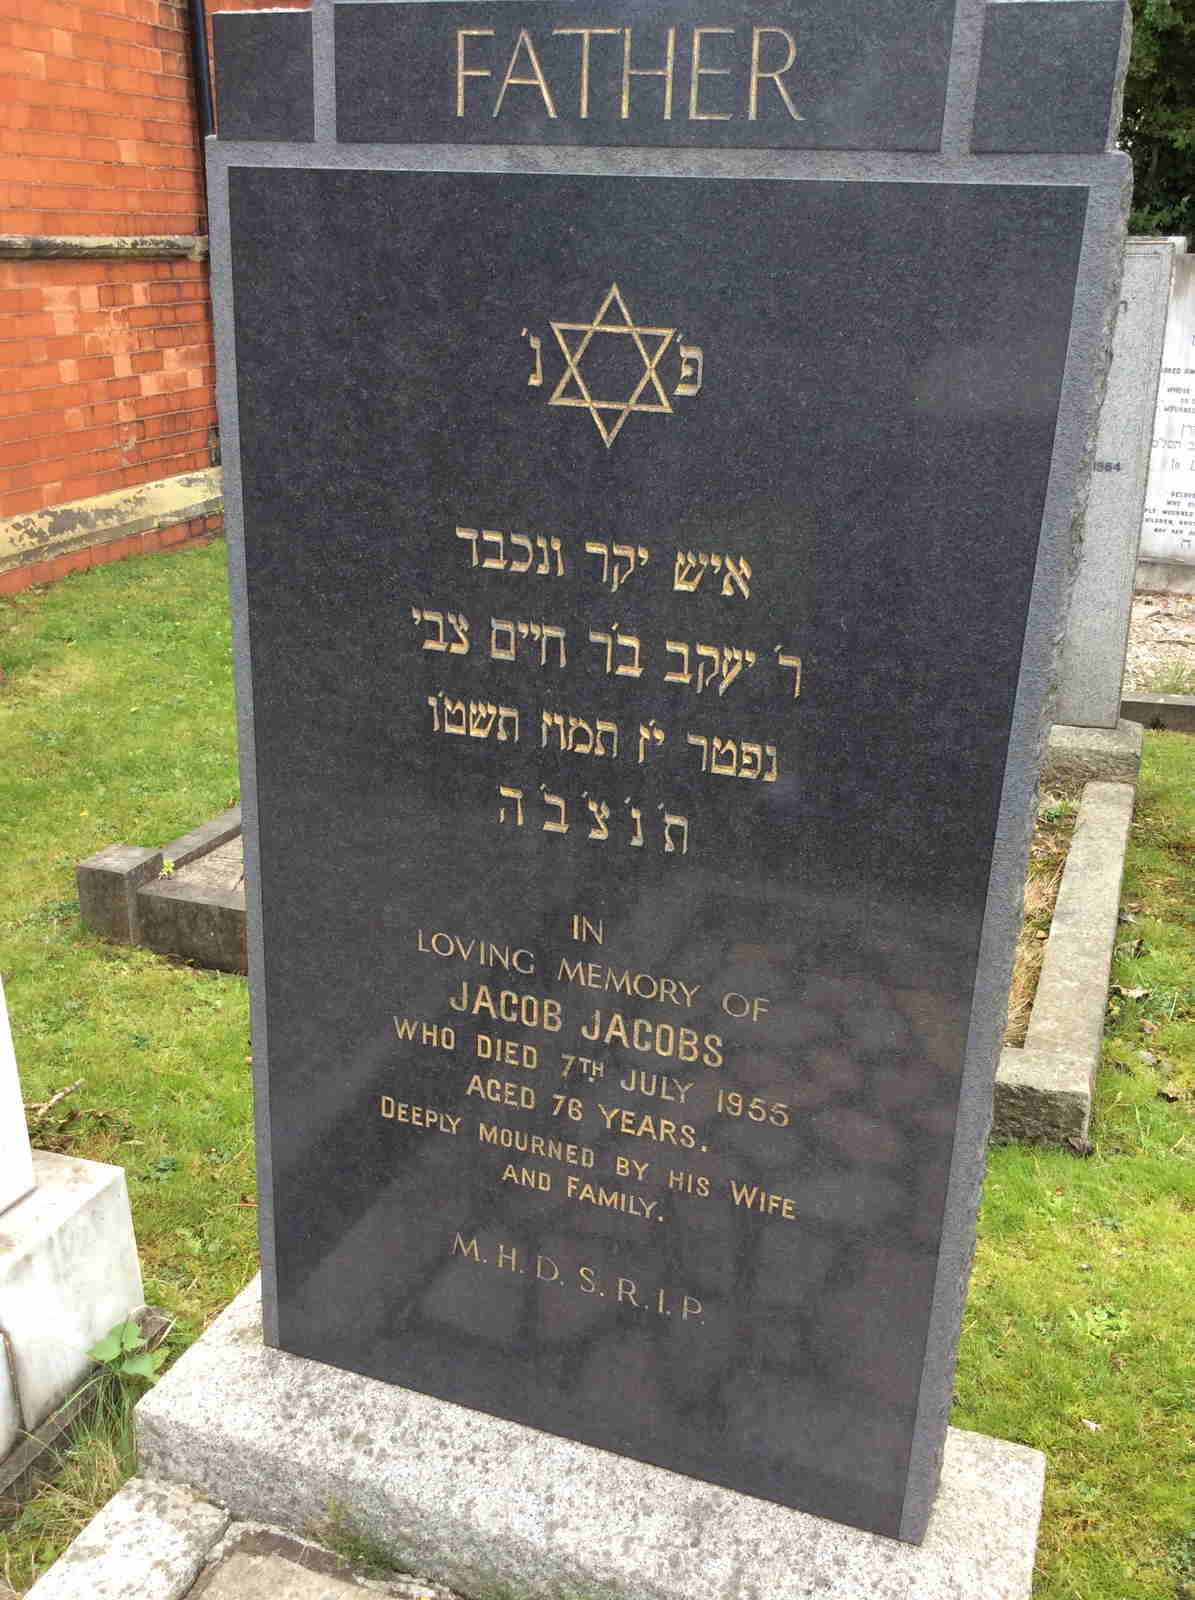 FATHER
פ׳ נ׳
איש יקר ונכבד
ר׳ יעקב ב׳ר חיים צבי
נפטר י׳ז תמוז תשט׳ו
ת׳ נ׳ צ׳ ב׳ ה
IN
LOVING MEMORY OF
JACOB JACOBS
WHO DIED 7TH JULY 1955
AGED 76 YEARS.
DEEPLY MOURNED BY HIS WIFE
AND FAMILY.
M. H. D. S. R. I. P.
1964